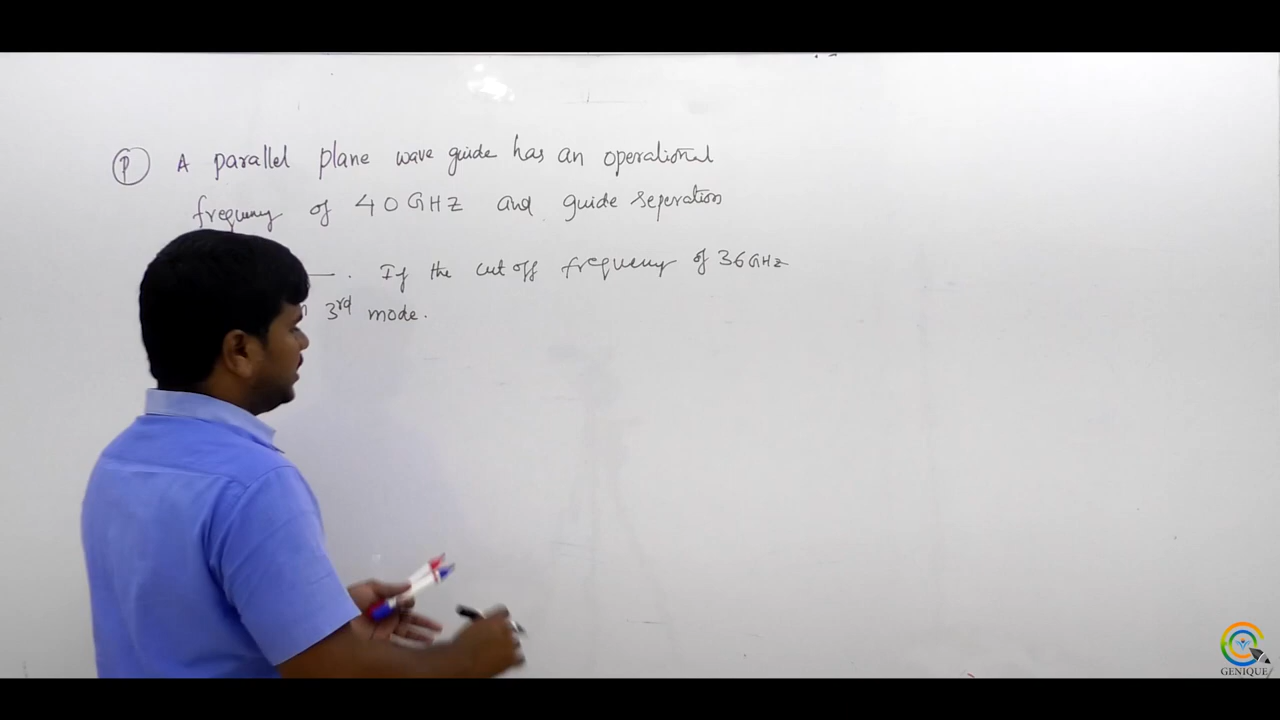 P A parallel plane wave guide has an operational
frequency of 40 GHZ and guide seperation
. If the cut off frequency of 36 GHZ
3rd mode.
GENIQUE